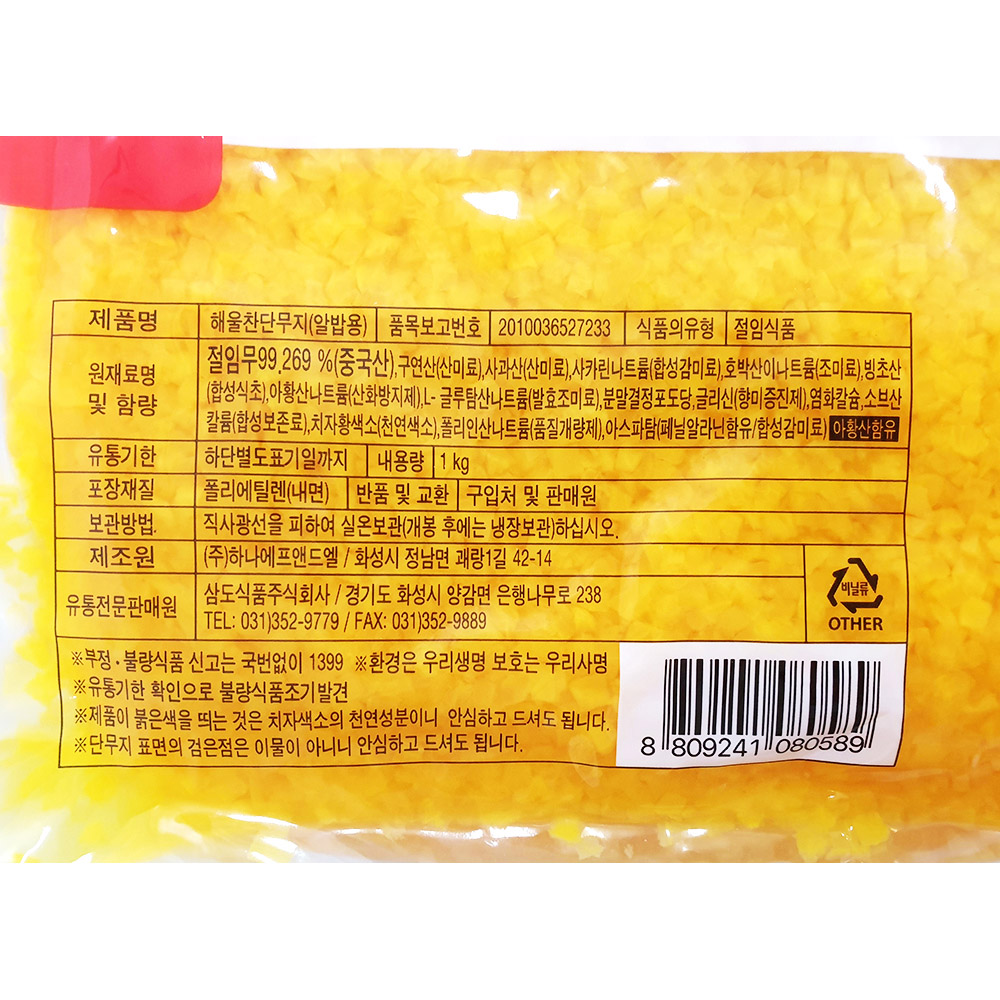 제품명 해울찬단무지(알밥용) 품목보고번호 2010036527233 식품의유형 절임식품
원재료명 및 함량
절임무99.269 %(중국산),구연산(산미료),사과산(산미료),사카린나트륨(합성감미료),호박산이나트륨(조미료),빙초산
(합성식초),아황산나트륨(산화방지제),L- 글루탐산나트륨(발효조미료),분말결정포도당,글리신(향미증진제),염화칼슘,소브산
칼륨(합성보존료),치자황색소(천연색소),폴리인산나트륨(품질개량제),아스파탐(페닐알라닌함유/합성감미료) 아황산함유
유통기한 하단별도표기일까지 내용량 1 kg
포장재질 폴리에틸렌(내면) 반품 및 교환 구입처 및 판매원
보관방법. 직사광선을 피하여 실온보관(개봉 후에는 냉장보관)하십시오.
제조원 (주)하나에프앤드엘 / 화성시 정남면 괘랑1길 42-14
유통전문판매원 삼도식품주식회사 / 경기도 화성시 양감면 은행나무로 238
TEL: 031)352-9779 / FAX: 031)352-9889
비닐류
OTHER
※부정·불량식품 신고는 국번없이 1399 ※환경은 우리생명 보호는 우리사명
※유통기한 확인으로 불량식품조기발견
※제품이 붉은색을 띄는 것은 치자색소의 천연성분이니 안심하고 드셔도 됩니다.
※단무지 표면의 검은점은 이물이 아니니 안심하고 드셔도 됩니다.
8 809241 080589